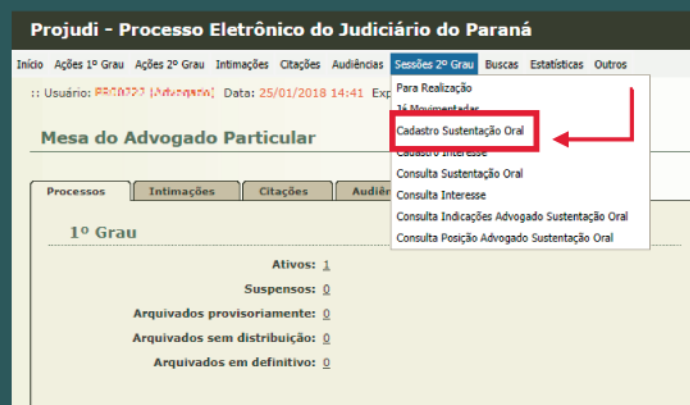 Projudi - Processo Eletrônico do Judiciário do Paraná
Início Ações 1º Grau Ações 2º Grau Intimações Citações Audiências Sessões 2º Grau Buscas Estatísticas Outros
:: Usuário: (Advogado) Data: 25/01/2018 14:41 Exp
Para Realização
Já Movimentadas
Cadastro Sustentação Oral
Cadastro Interesse
Consulta Sustentação Oral
Consulta Interesse
Consulta Indicações Advogado Sustentação Oral
Consulta Posição Advogado Sustentação Oral
Mesa do Advogado Particular
Processos Intimações Citações Audiên
1º Grau
Ativos: 1
Suspensos: 0
Arquivados provisoriamente: 0
Arquivados sem distribuição: 0
Arquivados em definitivo: 0